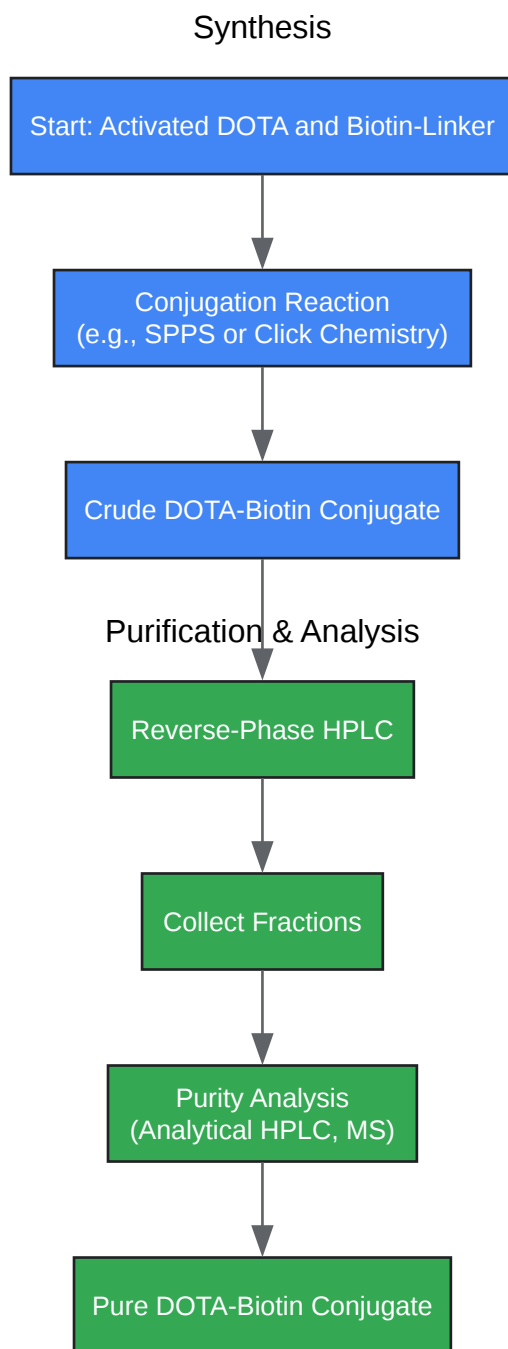 Synthesis
Start: Activated DOTA and Biotin-Linker
Conjugation Reaction
(e.g., SPPS or Click Chemistry)
Crude DOTA-Biotin Conjugate
Purification & Analysis
Reverse-Phase HPLC
Collect Fractions
Purity Analysis
(Analytical HPLC, MS)
Pure DOTA-Biotin Conjugate